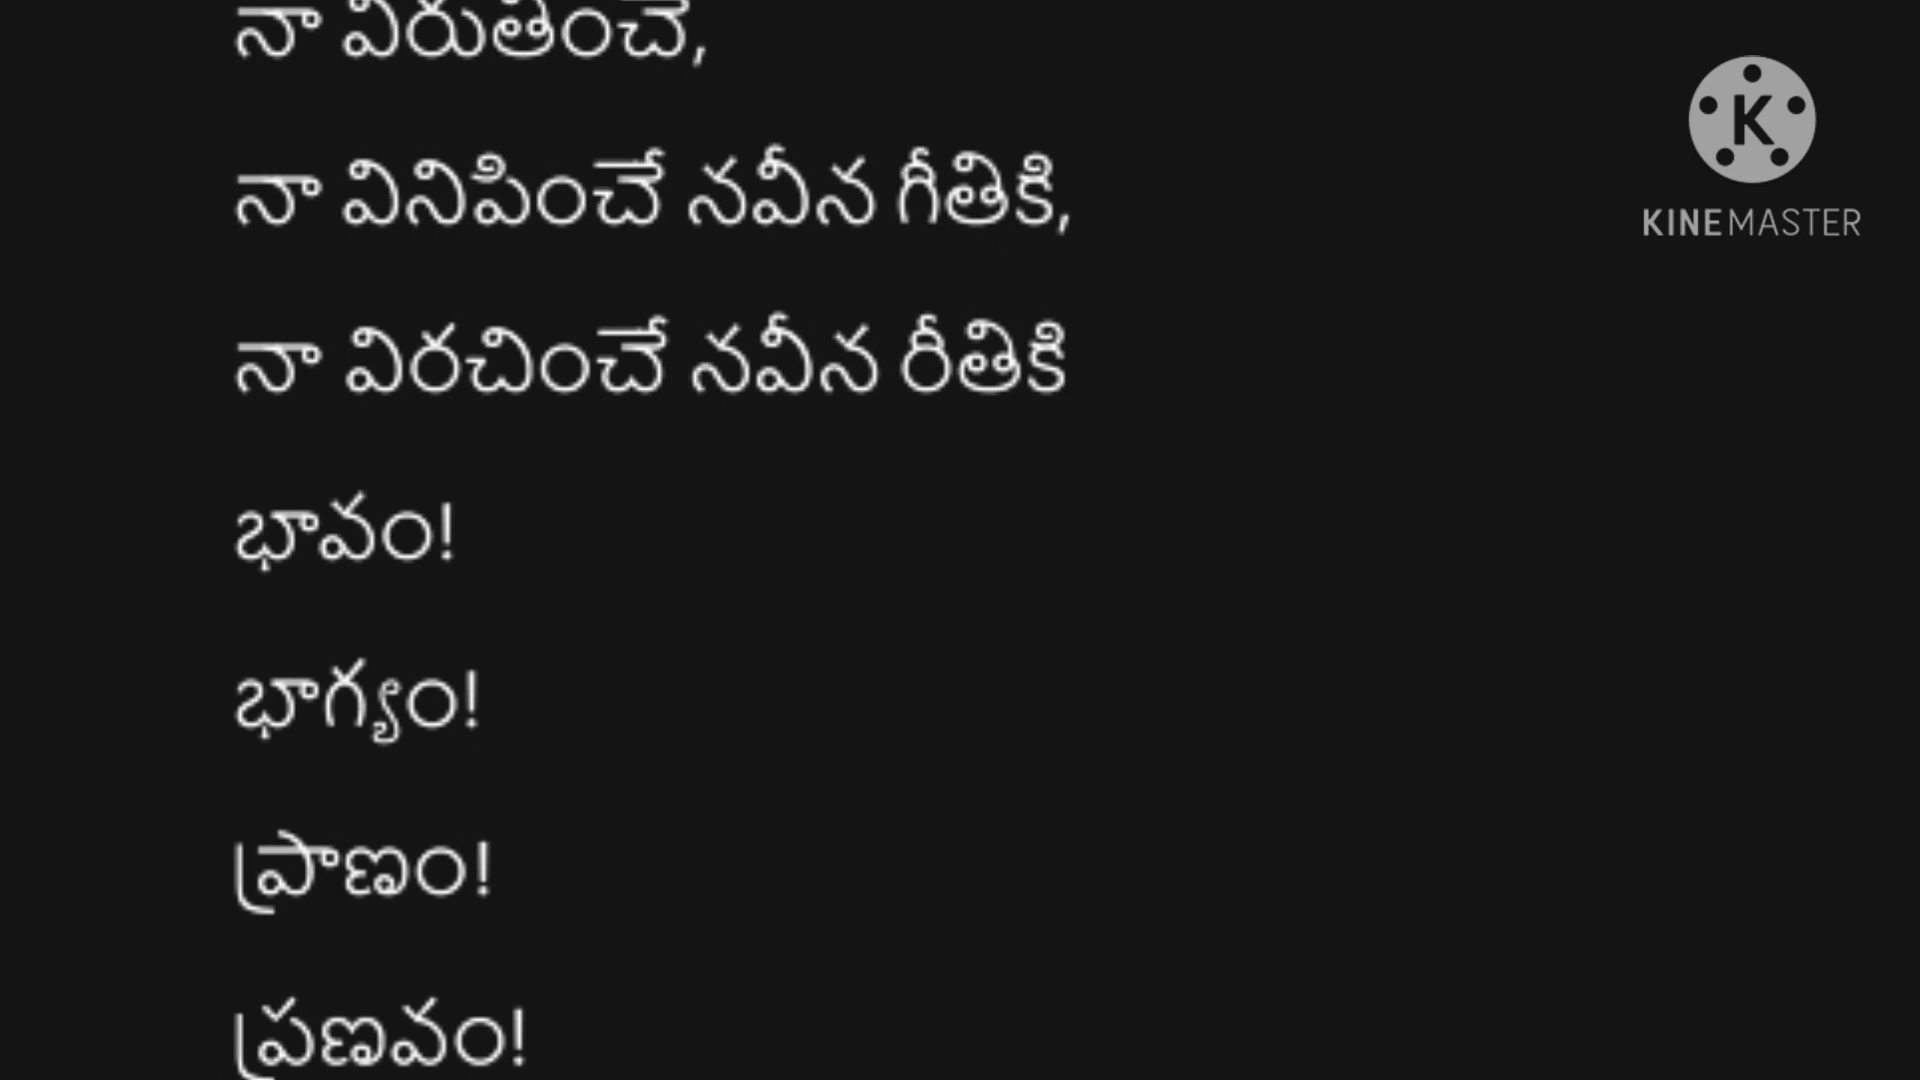 నా విరుతించే,
నా వినిపించే నవీన గీతికి,
నా విరచించే నవీన రీతికి
భావం!
భాగ్యం!
ప్రాణం!
ప్రణవం!
K
KINEMASTER